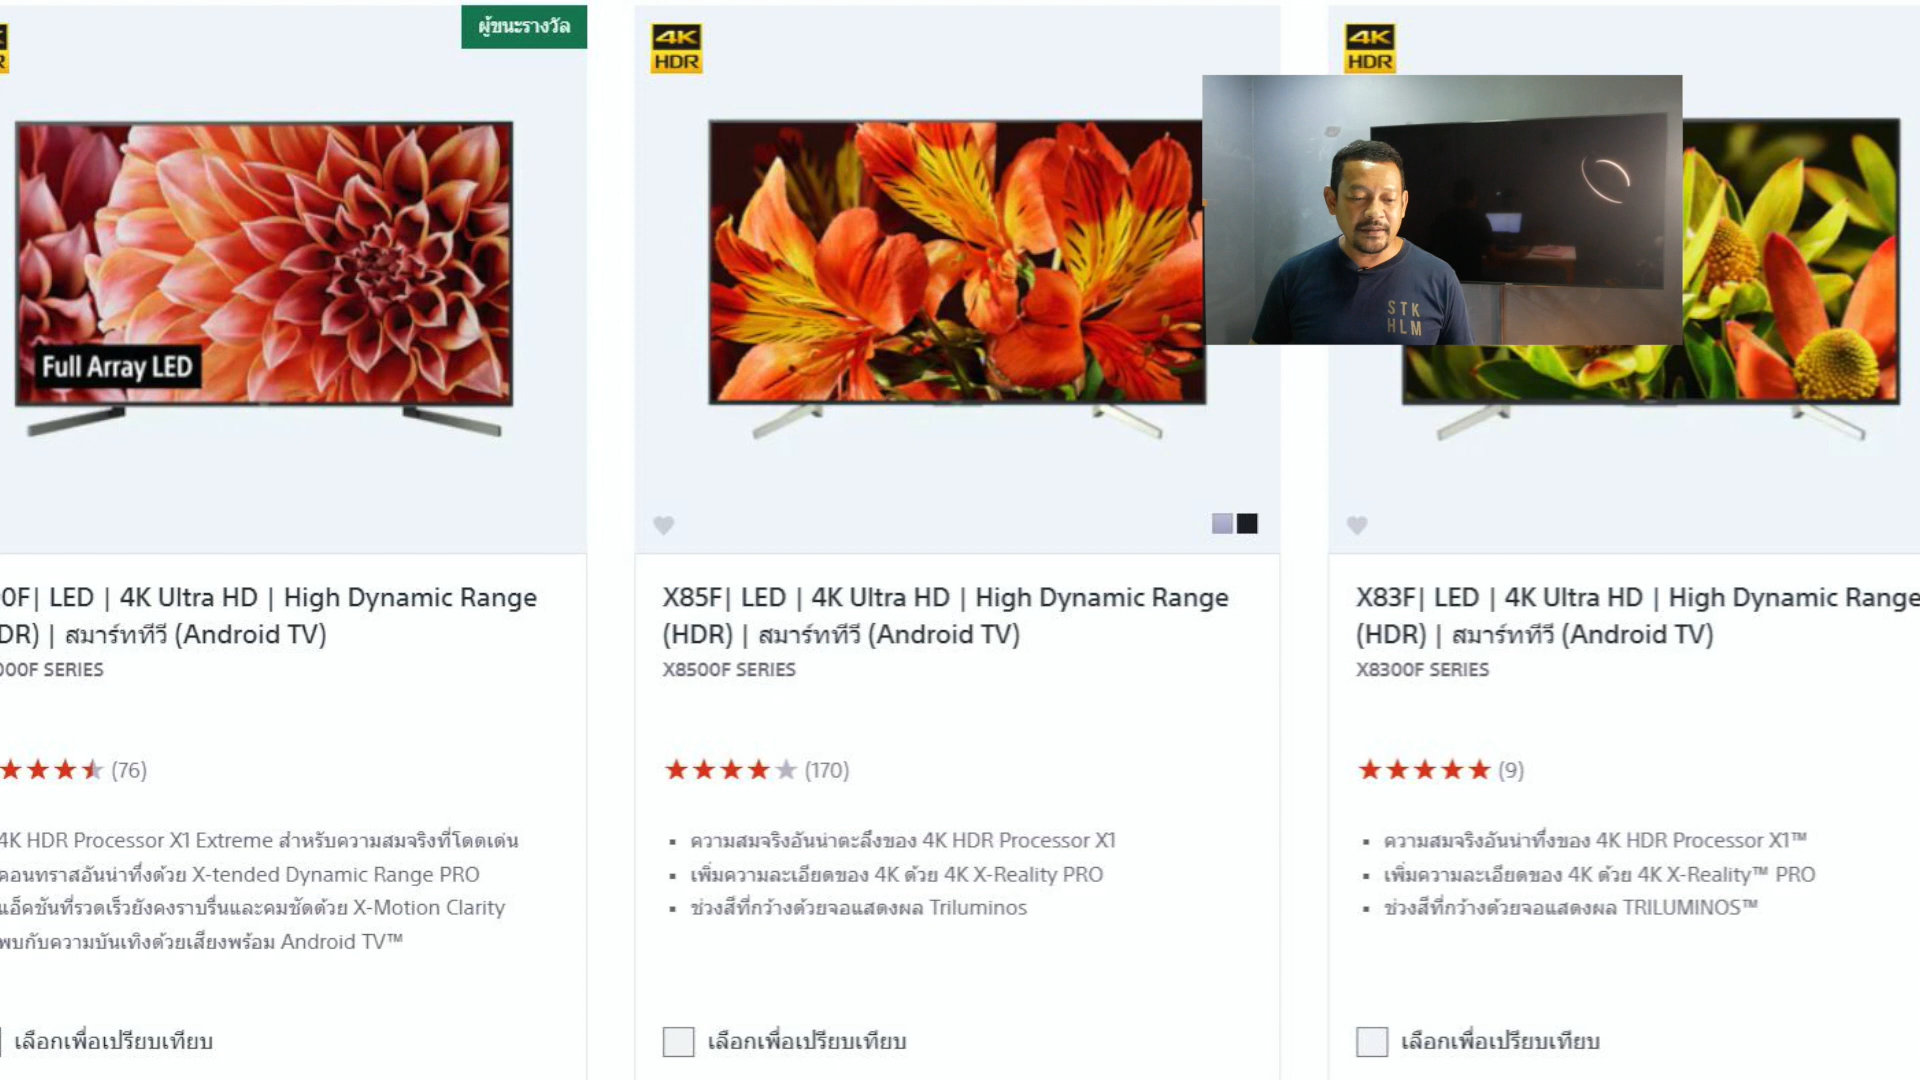 ผู้ชนะรางวัล
Full Array LED
0F| LED | 4K Ultra HD | High Dynamic Range
DR) | สมาร์ททีวี (Android TV)
000F SERIES
(76)
4K HDR Processor X1 Extreme สำหรับความสมจริงที่โดดเด่น
คอนทราสอันน่าทึ่งด้วย X-tended Dynamic Range PRO
แอ็คชันที่รวดเร็วยังคงราบรื่นและคมชัดด้วย X-Motion Clarity
พบกับความบันเทิงด้วยเสียงพร้อม Android TV™
เลือกเพื่อเปรียบเทียบ
4K
HDR
X85F| LED | 4K Ultra HD | High Dynamic Range
(HDR) | สมาร์ททีวี (Android TV)
X8500F SERIES
(170)
▪ ความสมจริงอันน่าตะลึงของ 4K HDR Processor X1
▪ เพิ่มความละเอียดของ 4K ด้วย 4K X-Reality PRO
▪ ช่วงสีที่กว้างด้วยจอแสดงผล Triluminos
เลือกเพื่อเปรียบเทียบ
4K
HDR
STK
HLM
X83F| LED | 4K Ultra HD | High Dynamic Range
(HDR) | สมาร์ททีวี (Android TV)
X8300F SERIES
(9)
▪ ความสมจริงอันน่าทึ่งของ 4K HDR Processor X1™
▪ เพิ่มความละเอียดของ 4K ด้วย 4K X-Reality™ PRO
▪ ช่วงสีที่กว้างด้วยจอแสดงผล TRILUMINOS™
เลือกเพื่อเปรียบเทียบ